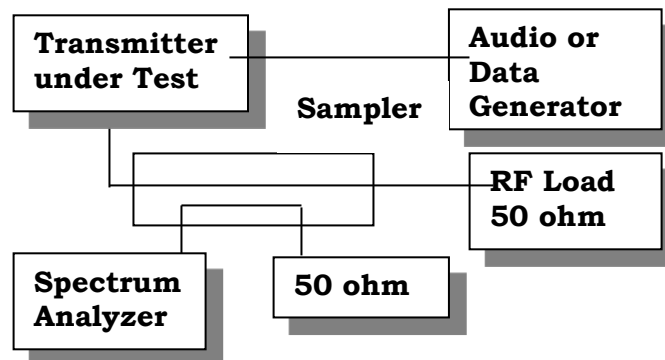 Transmitter
under Test
Audio or
Data
Generator
Sampler
RF Load
50 ohm
Spectrum
Analyzer
50 ohm